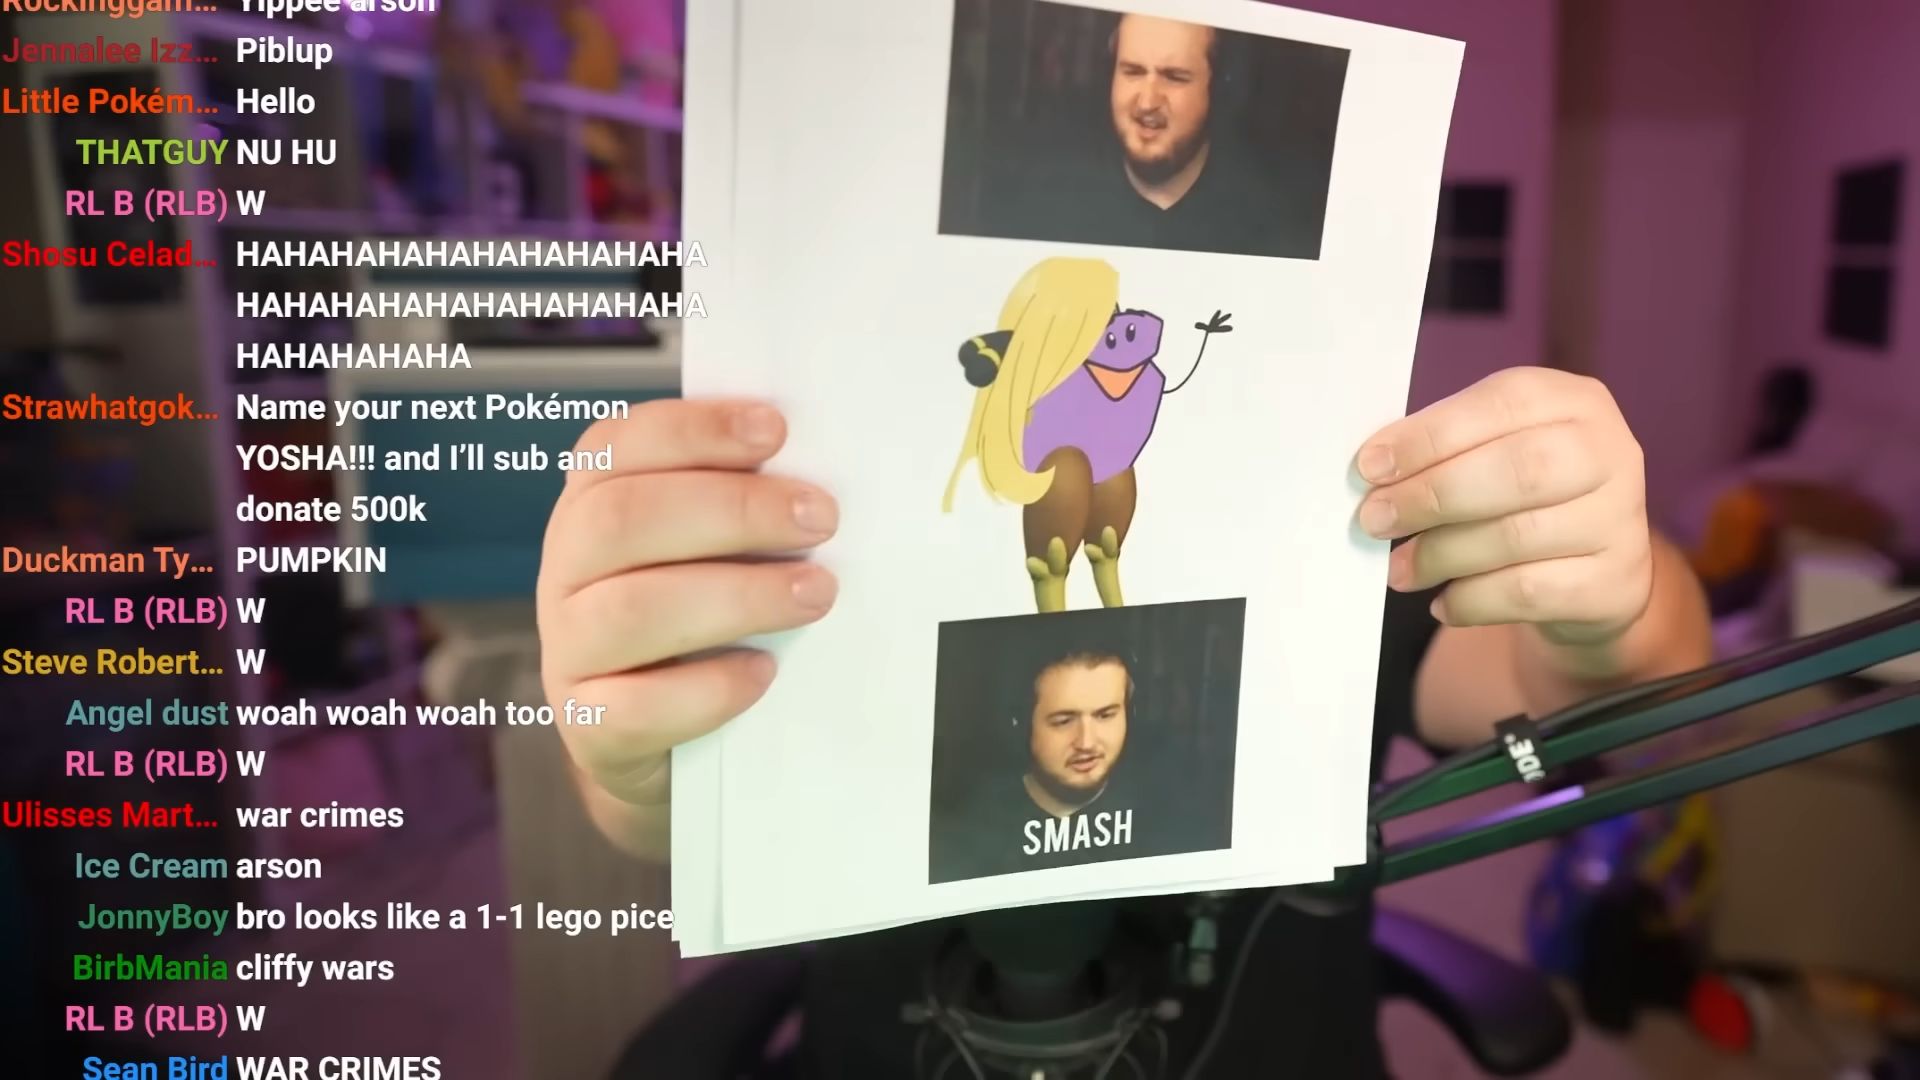 Rockinggam… Yippee arson
Jennalee Izz… Piblup
Little Pokém… Hello
THATGUY NU HU
RL B (RLB) W
Shosu Celad… HAHAHAHAHAHAHAHAHAHA
HAHAHAHAHAHAHAHAHAHA
HAHAHAHAHA
Strawhatgok… Name your next Pokémon
YOSHA!!! and I’ll sub and
donate 500k
Duckman Ty… PUMPKIN
RL B (RLB) W
Steve Robert… W
Angel dust woah woah woah too far
RL B (RLB) W
Ulisses Mart… war crimes
Ice Cream arson
JonnyBoy bro looks like a 1-1 lego pice
BirbMania cliffy wars
RL B (RLB) W
Sean Bird WAR CRIMES
SMASH